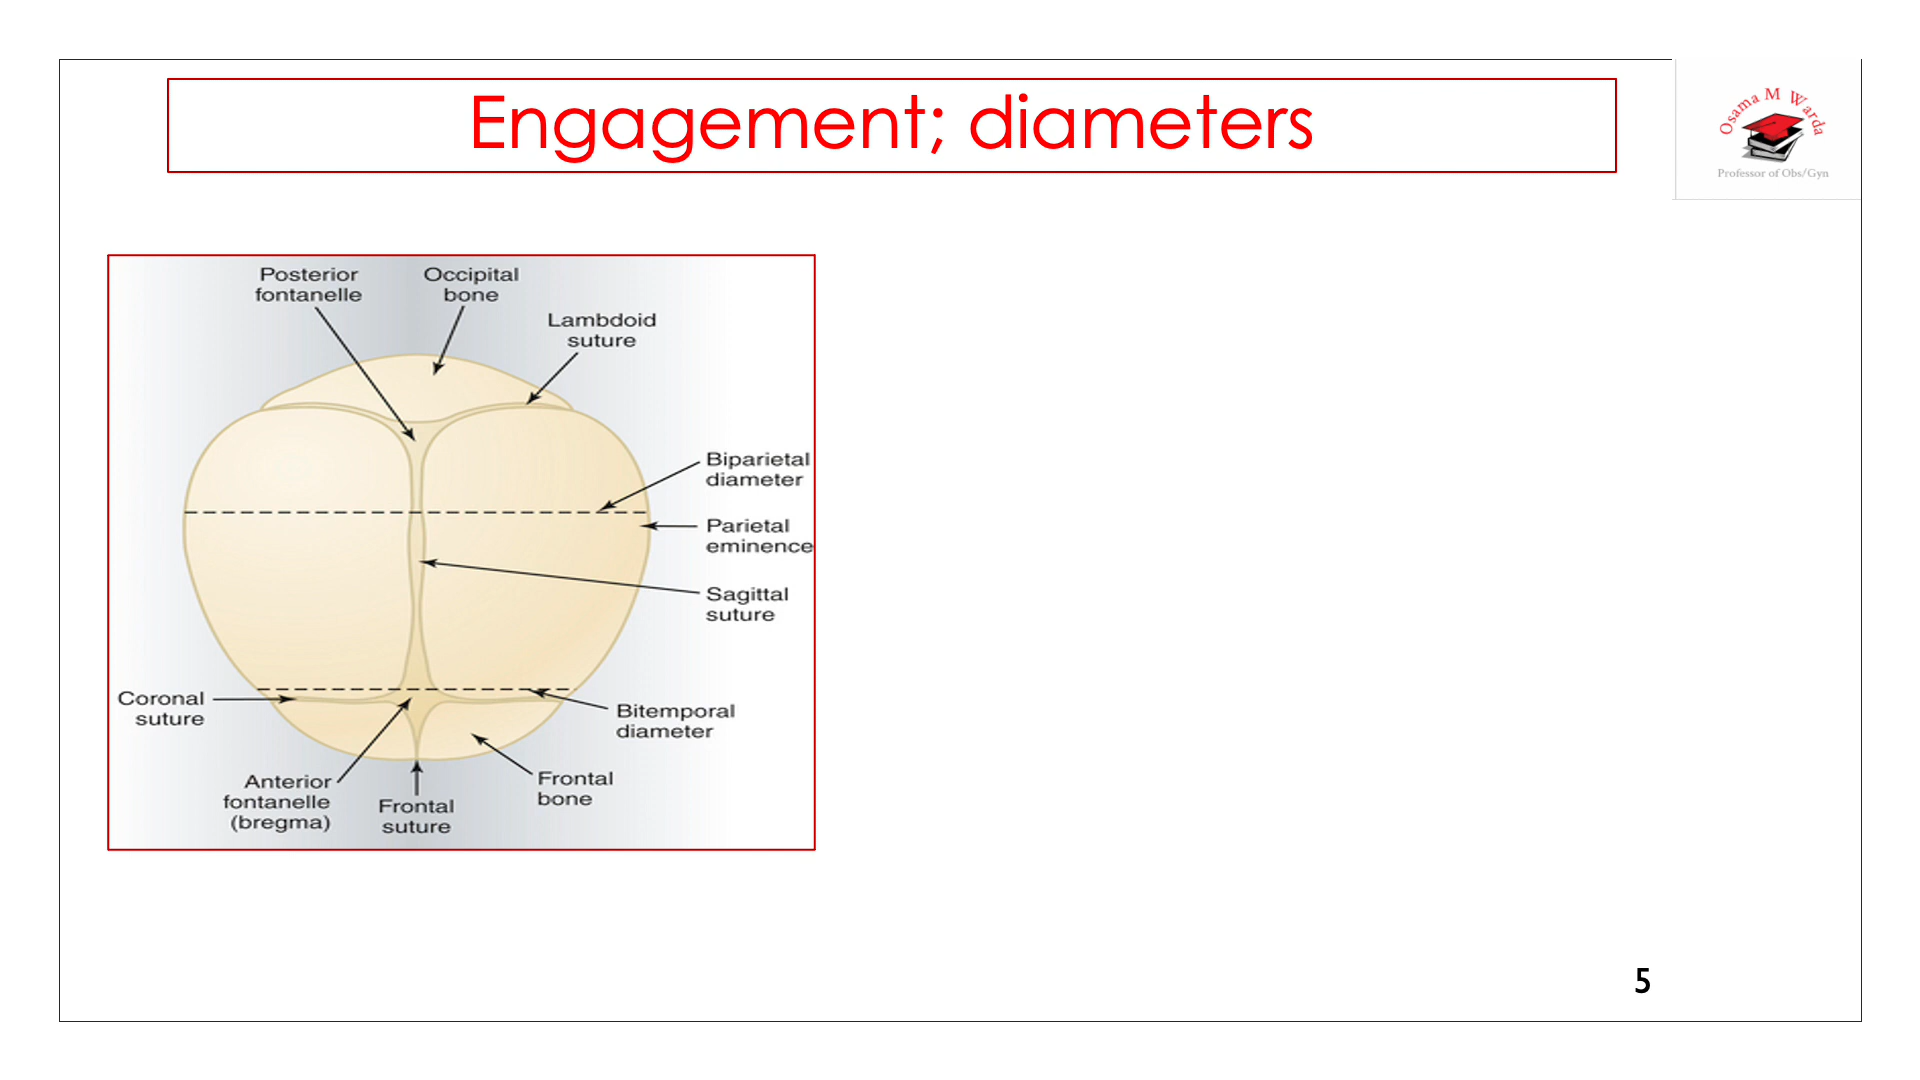 Engagement; diameters
Osama M Warda
Professor of Obs/Gyn
Posterior
fontanelle
Occipital
bone
Lambdoid
suture
Biparietal
diameter
Parietal
eminence
Sagittal
suture
Coronal
suture
Bitemporal
diameter
Anterior
fontanelle
(bregma)
Frontal
suture
Frontal
bone
5